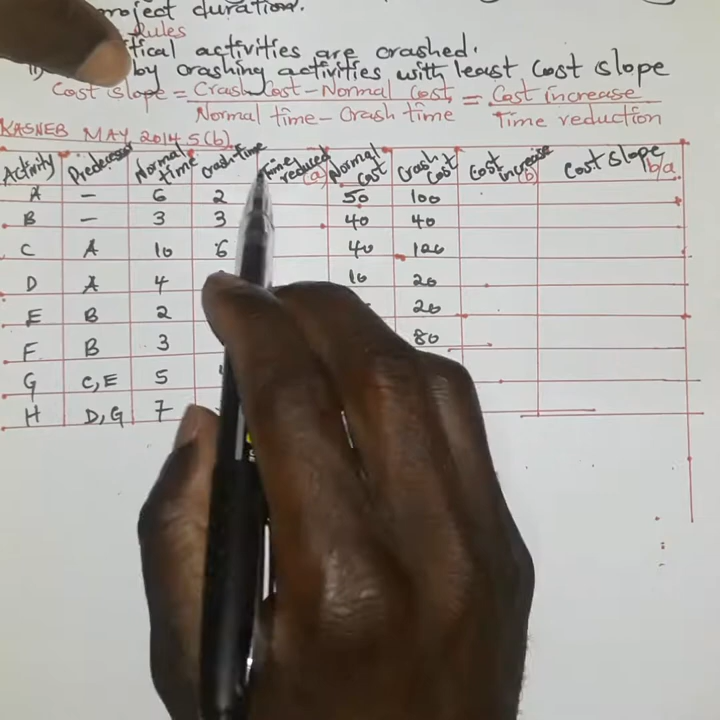 project duration.
Rules
critical activities are crashed.
by crashing activities with least cost slope
Cost slope = Crash Cost - Normal Cost = Cost increase
Normal time - Crash time Time reduction
KASNEB MAY 2014 5(b)
Activity Predecessor Normal time Crash time Time reduced (a) Normal Cost Crash Cost Cost increase (b) Cost slope b/a
A — 6 2 50 100
B — 3 3 40 40
C A 10 6 40 120
D A 4 10 20
E B 2 20
F B 3 80
G C,E 5
H D,G 7